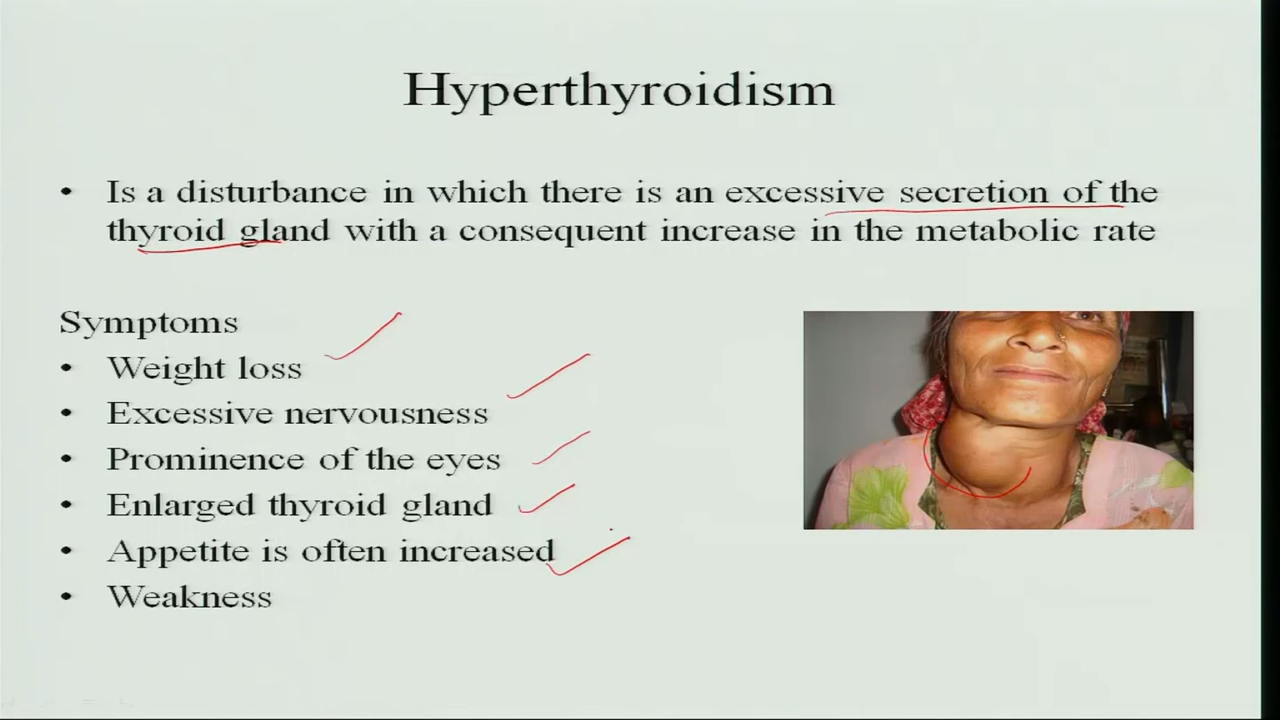 Hyperthyroidism
• Is a disturbance in which there is an excessive secretion of the
thyroid gland with a consequent increase in the metabolic rate
Symptoms
• Weight loss
• Excessive nervousness
• Prominence of the eyes
• Enlarged thyroid gland
• Appetite is often increased
• Weakness